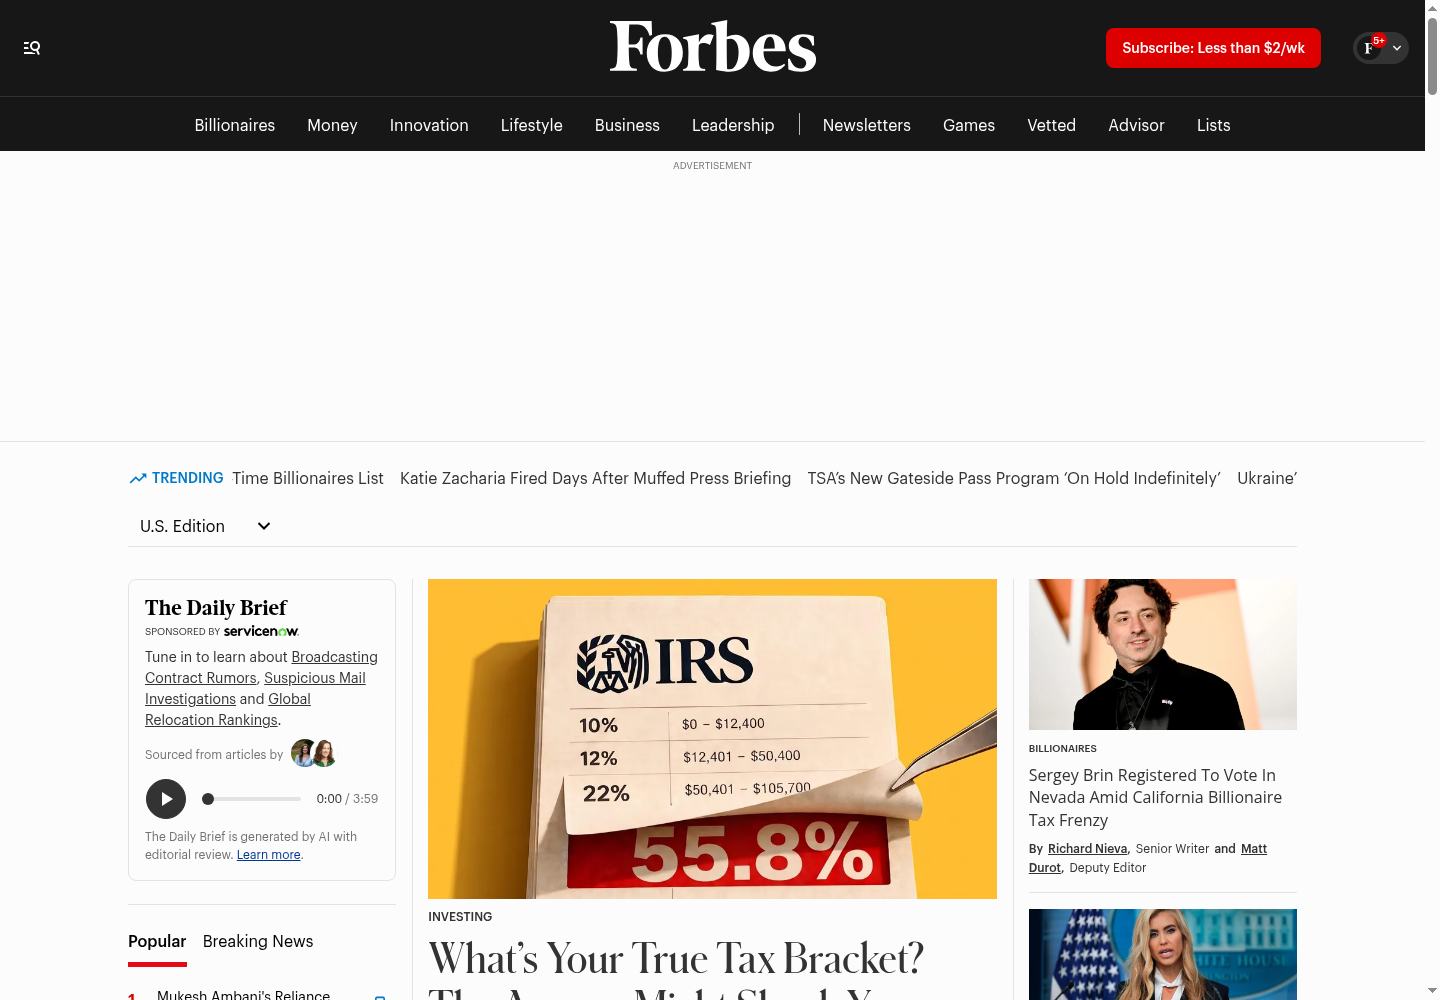 Forbes
Subscribe: Less than $2/wk
F
5+
Billionaires
Money
Innovation
Lifestyle
Business
Leadership
Newsletters
Games
Vetted
Advisor
Lists
ADVERTISEMENT
TRENDING
Time Billionaires List
Katie Zacharia Fired Days After Muffed Press Briefing
TSA’s New Gateside Pass Program ‘On Hold Indefinitely’
Ukraine’
U.S. Edition
The Daily Brief
SPONSORED BY servicenow.
Tune in to learn about Broadcasting
Contract Rumors, Suspicious Mail
Investigations and Global
Relocation Rankings.
Sourced from articles by
0:00 / 3:59
The Daily Brief is generated by AI with
editorial review. Learn more.
Popular
Breaking News
1
Mukesh Ambani's Reliance
IRS
10% $0 – $12,400
12% $12,401 – $50,400
22% $50,401 – $105,700
55.8%
INVESTING
What’s Your True Tax Bracket?
BILLIONAIRES
Sergey Brin Registered To Vote In
Nevada Amid California Billionaire
Tax Frenzy
By Richard Nieva, Senior Writer and Matt
Durot, Deputy Editor